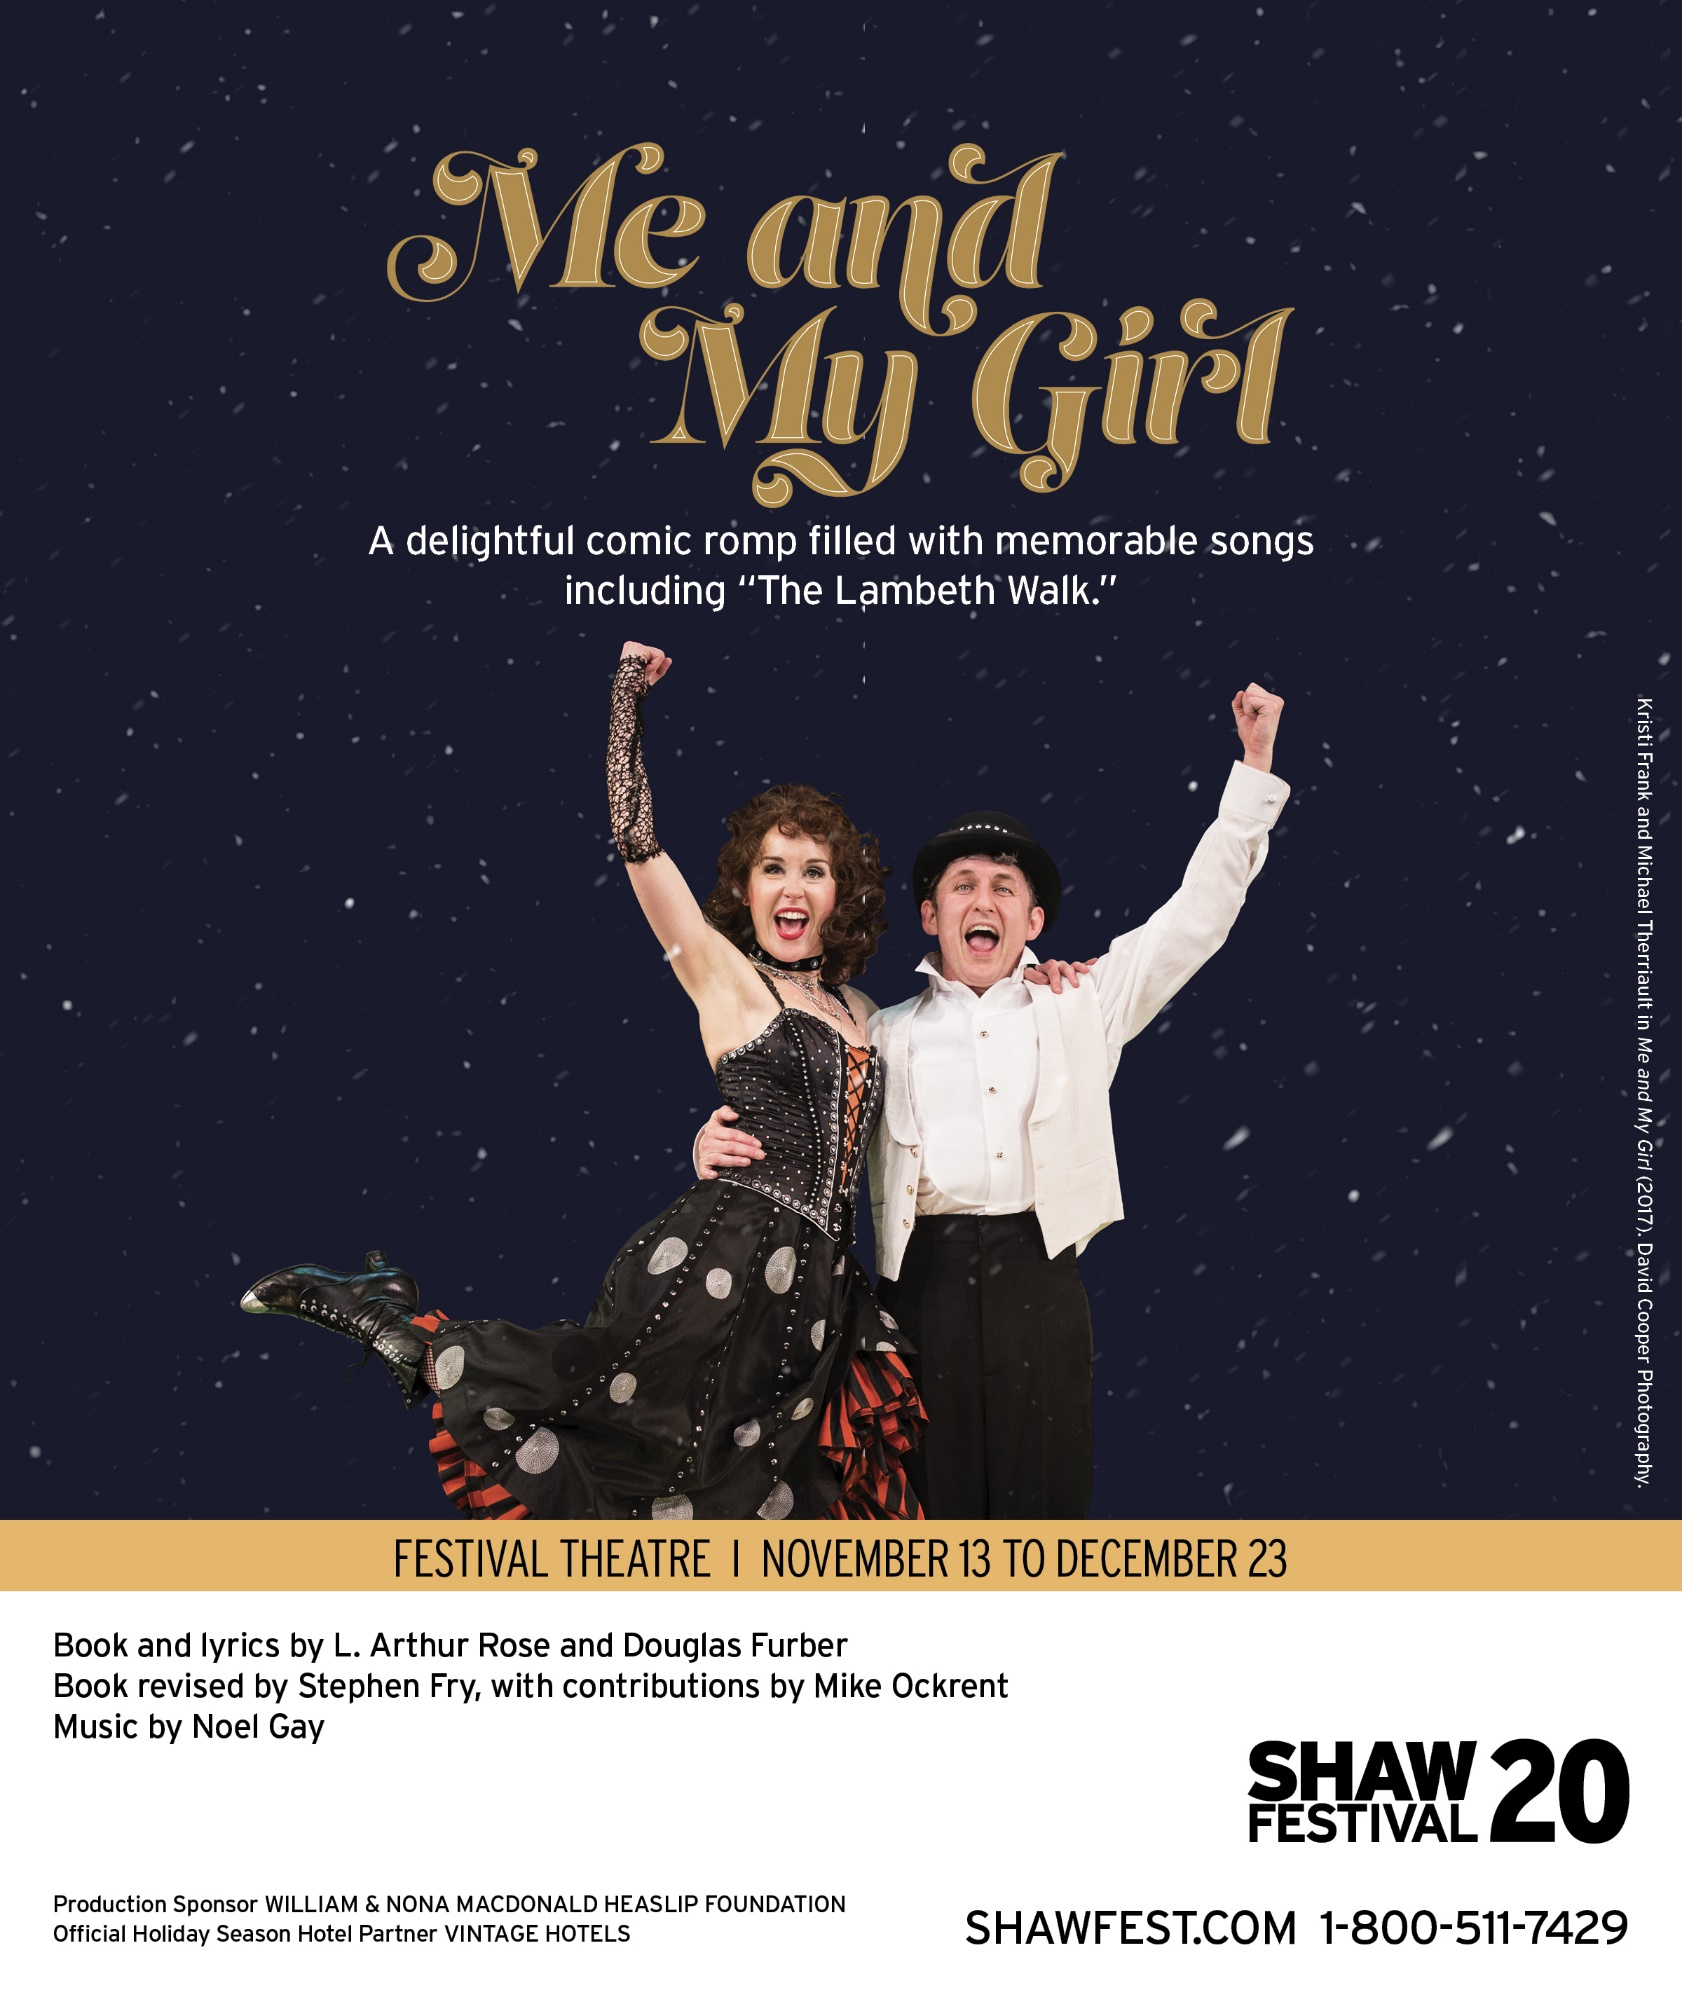 Me and
My Girl
A delightful comic romp filled with memorable songs
including “The Lambeth Walk.”
Kristi Frank and Michael Therriault in Me and My Girl (2017). David Cooper Photography.
FESTIVAL THEATRE | NOVEMBER 13 TO DECEMBER 23
Book and lyrics by L. Arthur Rose and Douglas Furber
Book revised by Stephen Fry, with contributions by Mike Ockrent
Music by Noel Gay
SHAW
FESTIVAL 20
Production Sponsor WILLIAM & NONA MACDONALD HEASLIP FOUNDATION
Official Holiday Season Hotel Partner VINTAGE HOTELS
SHAWFEST.COM 1-800-511-7429